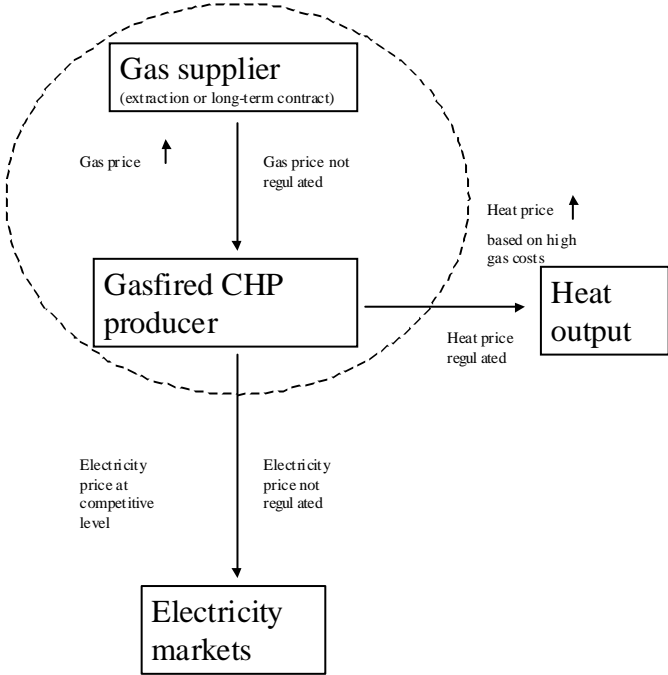 Gas supplier
(extraction or long-term contract)
Gas price
Gas price not
regulated
Heat price
based on high
gas costs
Gasfired CHP
producer
Heat
output
Heat price
regulated
Electricity
price at
competitive
level
Electricity
price not
regulated
Electricity
markets